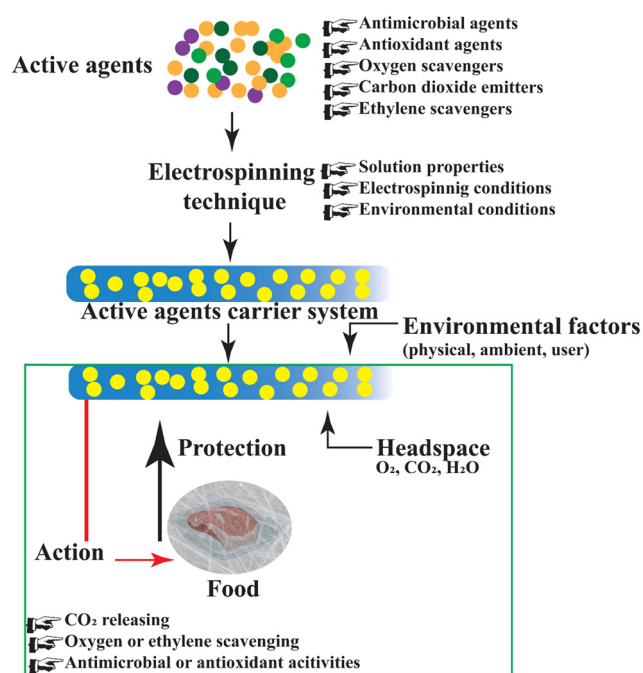 Active agents
Antimicrobial agents
Antioxidant agents
Oxygen scavengers
Carbon dioxide emitters
Ethylene scavengers
Electrospinning
technique
Solution properties
Electrospinnig conditions
Environmental conditions
Active agents carrier system
Environmental factors
(physical, ambient, user)
Protection
Headspace
O₂, CO₂, H₂O
Action
Food
CO₂ releasing
Oxygen or ethylene scavenging
Antimicrobial or antioxidant acitivities